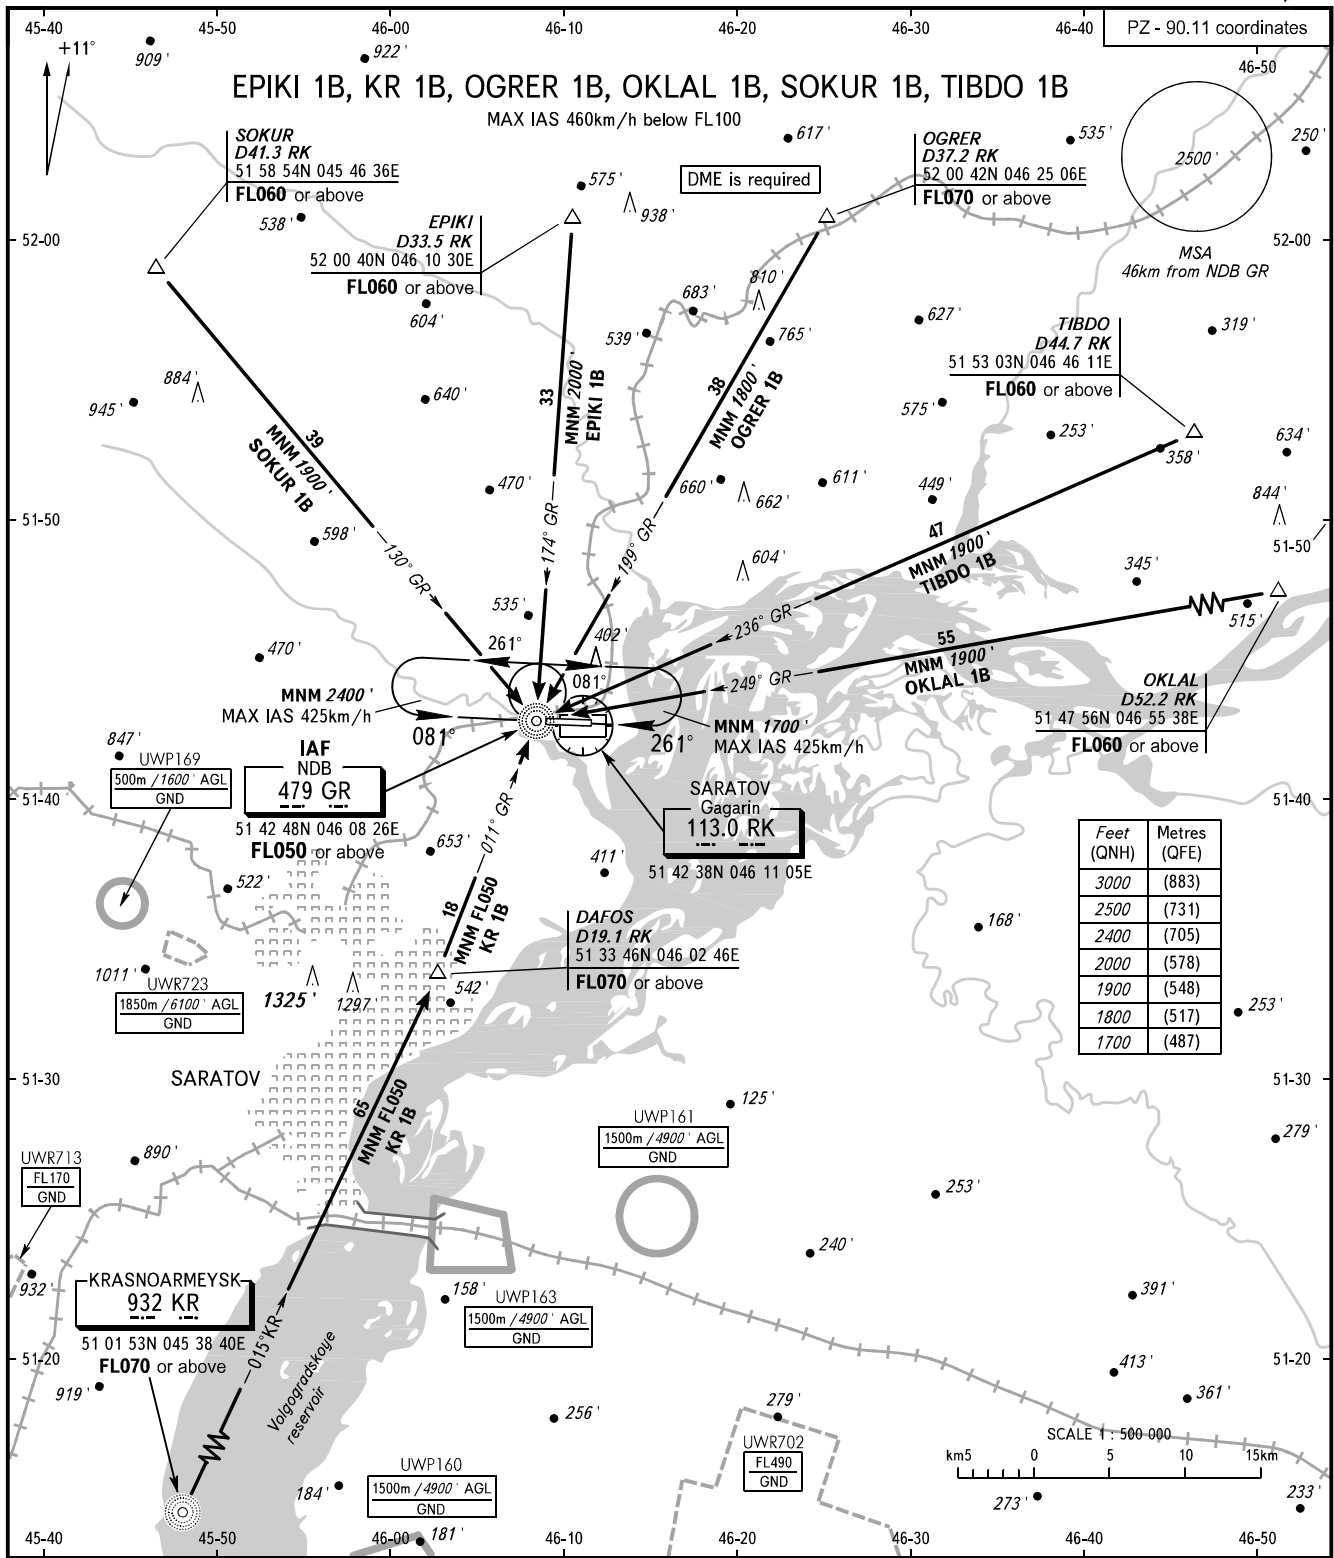 45-40
45-50
46-00
46-10
46-20
46-30
46-40
PZ - 90.11 coordinates
46-50
+11°
909'
922'
EPIKI 1B, KR 1B, OGRER 1B, OKLAL 1B, SOKUR 1B, TIBDO 1B
MAX IAS 460km/h below FL100
617'
535'
250'
2500'
MSA
46km from NDB GR
SOKUR
D41.3 RK
51 58 54N 045 46 36E
FL060 or above
DME is required
OGRER
D37.2 RK
52 00 42N 046 25 06E
FL070 or above
575'
938'
538'
EPIKI
D33.5 RK
52 00 40N 046 10 30E
FL060 or above
52-00
52-00
604'
810'
683'
539'
765'
627'
319'
TIBDO
D44.7 RK
51 53 03N 046 46 11E
FL060 or above
884'
945'
640'
575'
253'
358'
634'
39
MNM 1900'
SOKUR 1B
33
MNM 2000'
EPIKI 1B
38
MNM 1800'
OGRER 1B
470'
660'
662'
611'
449'
844'
51-50
51-50
598'
130° GR
174° GR
199° GR
604'
47
MNM 1900'
TIBDO 1B
345'
515'
535'
402'
236° GR
470'
261°
081°
249° GR
55
MNM 1900'
OKLAL 1B
MNM 2400'
MAX IAS 425km/h
081°
261°
MNM 1700'
MAX IAS 425km/h
OKLAL
D52.2 RK
51 47 56N 046 55 38E
FL060 or above
847'
UWP169
500m / 1600' AGL
GND
IAF
NDB
479 GR
51 42 48N 046 08 26E
FL050 or above
SARATOV
Gagarin
113.0 RK
51 42 38N 046 11 05E
51-40
51-40
653'
411'
522'
011° GR
18
MNM FL050
KR 1B
Feet
(QNH)
Metres
(QFE)
3000 (883)
2500 (731)
2400 (705)
2000 (578)
1900 (548)
1800 (517)
1700 (487)
DAFOS
D19.1 RK
51 33 46N 046 02 46E
FL070 or above
168'
1011'
UWR723
1850m / 6100' AGL
GND
1325'
1297'
542'
253'
SARATOV
51-30
51-30
65
MNM FL050
KR 1B
125'
UWP161
1500m / 4900' AGL
GND
279'
890'
UWR713
FL170
GND
253'
240'
932'
KRASNOARMEYSK
932 KR
51 01 53N 045 38 40E
FL070 or above
015° KR
158'
UWP163
1500m / 4900' AGL
GND
391'
51-20
51-20
Volgogradskoye
reservoir
919'
413'
361'
256'
279'
UWR702
FL490
GND
SCALE 1 : 500 000
km5 0 5 10 15km
UWP160
1500m / 4900' AGL
GND
184'
181'
273'
233'
45-40
45-50
46-00
46-10
46-20
46-30
46-40
46-50